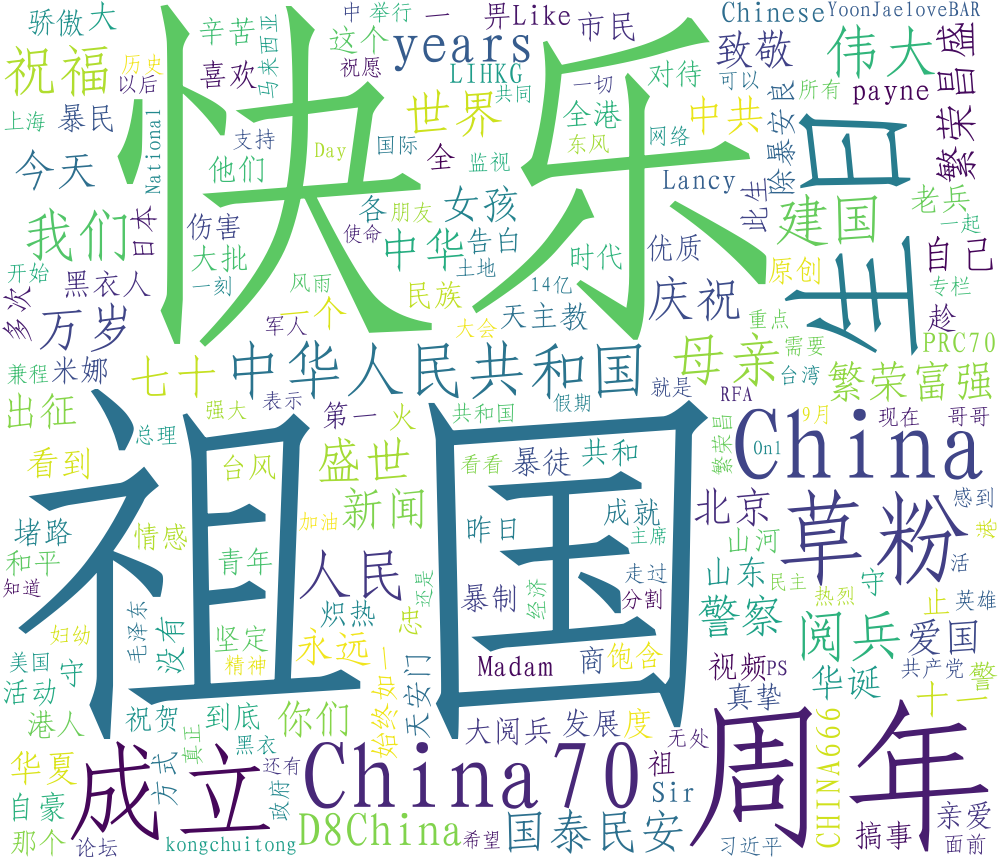 骄傲
大
辛苦
马来西亚
这个
中
举行
祝愿
一
昇
Like
市民
Chinese
YoonJaeloveBAR
祝福
历史
以后
喜欢
years
LIHKG
共同
一切
对待
致敬
可以
伟大
所有
payne
繁荣昌盛
上海
暴民
National
支持
他们
Day
国际
快乐
世界
全
监视
全港
东风
网络
中共
Lancy
除暴安良
此生
生日
今天
我们
日本
伤害
大批
一刻
各
朋友
使命
女孩
中华
告白
土地
时代
优质
建国
原创
老兵
一起
自己
专栏
开始
多次
黑衣人
万岁
风雨
一个
军人
民族
大会
14亿
天主教
庆祝
重点
趁
PRC70
兼程
米娜
七十
中华人民共和国
母亲
需要
台湾
就是
RFA
繁荣富强
出征
强大
表示
第一
火
共和国
假期
繁荣昌
9月
现在
哥哥
Onl
China
看到
总理
台风
盛世
新闻
看看
暴徒
共和
祖国
堵路
和平
知道
情感
青年
加油
人民
昨日
成就
主席
北京
山河
草粉
感到
活
美国
妇幼
毛泽东
没有
坚定
精神
炽热
永远
还是
暴制
经济
走过
分割
山东
民主
热烈
守
警察
阅兵
止
英雄
爱国
共产党
守
活动
港人
祝贺
到底
你们
始终如一
天安门
Madam
商
饱含
视频
PS
真挚
华诞
十一
警
大阅兵
发展
度
无处
华夏
自豪
那个
论坛
成立
方式
真正
黑衣
还有
政府
kongchuitong
China70
D8China
希望
祖
Sir
国泰民安
周年
习近平
CHINA666
搞事
亲爱
面前